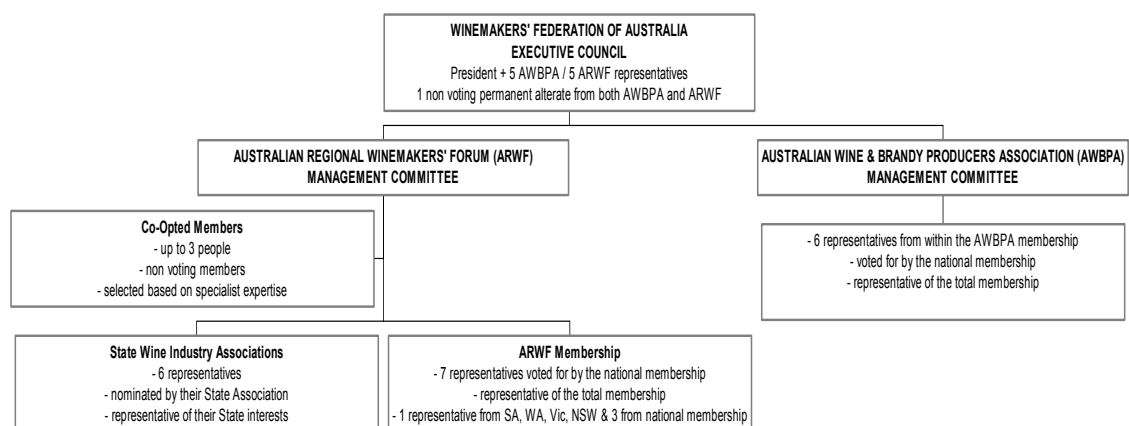 WINEMAKERS' FEDERATION OF AUSTRALIA
EXECUTIVE COUNCIL
President + 5 AWBPA / 5 ARWF representatives
1 non voting permanent alterate from both AWBPA and ARWF
AUSTRALIAN REGIONAL WINEMAKERS' FORUM (ARWF)
MANAGEMENT COMMITTEE
AUSTRALIAN WINE & BRANDY PRODUCERS ASSOCIATION (AWBPA)
MANAGEMENT COMMITTEE
Co-Opted Members
- up to 3 people
- non voting members
- selected based on specialist expertise
- 6 representatives from within the AWBPA membership
- voted for by the national membership
- representative of the total membership
State Wine Industry Associations
- 6 representatives
- nominated by their State Association
- representative of their State interests
ARWF Membership
- 7 representatives voted for by the national membership
- representative of the total membership
- 1 representative from SA, WA, Vic, NSW & 3 from national membership